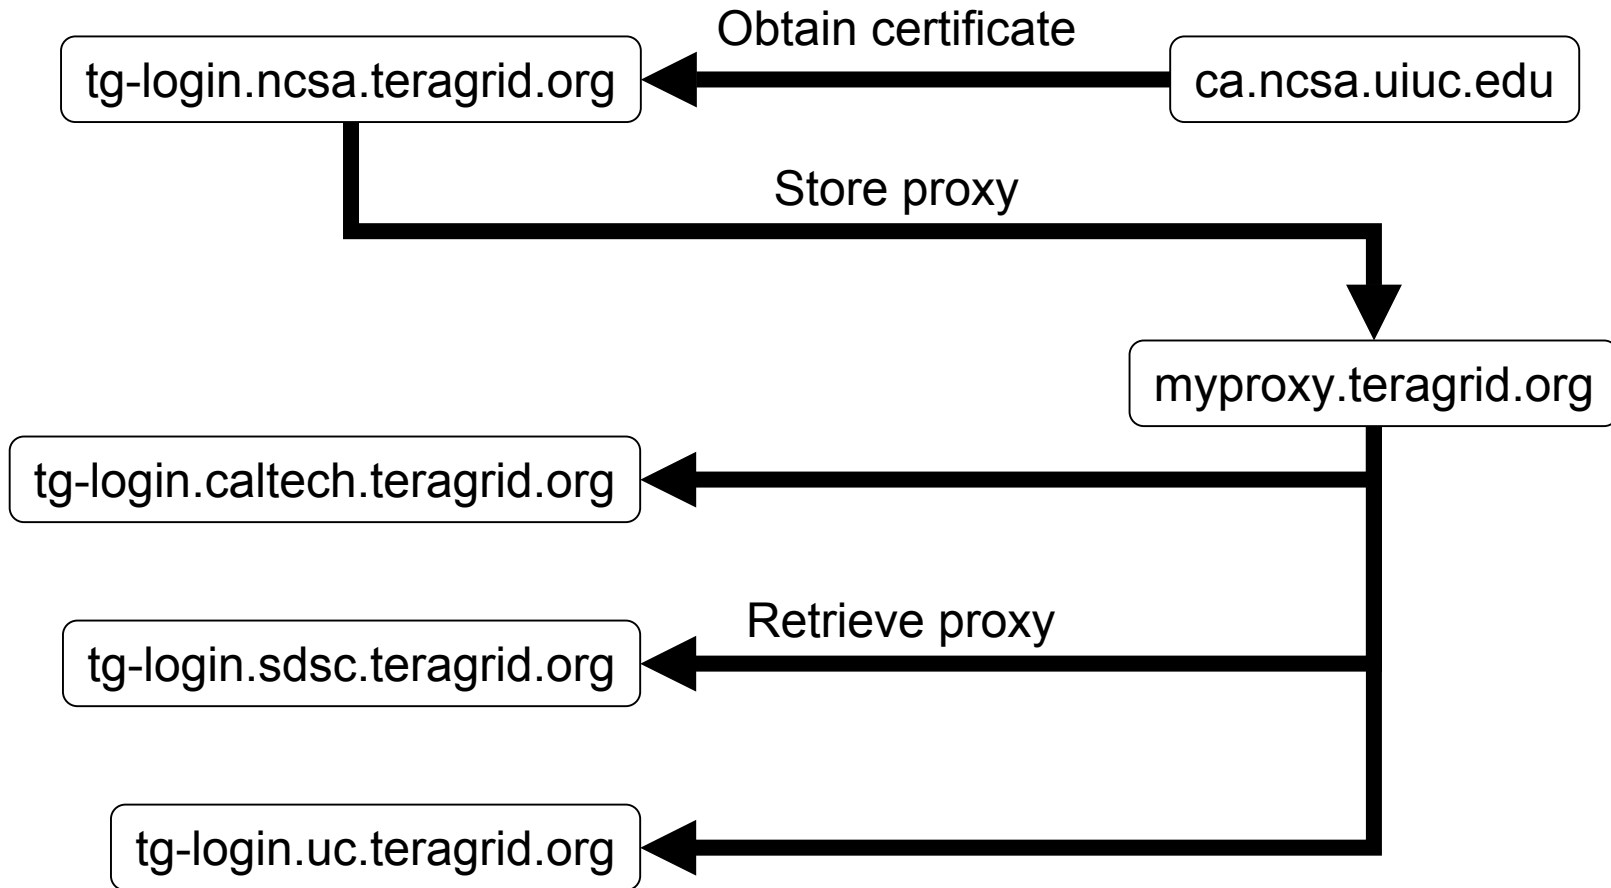 Obtain certificate
tg-login.ncsa.teragrid.org
ca.ncsa.uiuc.edu
Store proxy
myproxy.teragrid.org
tg-login.caltech.teragrid.org
Retrieve proxy
tg-login.sdsc.teragrid.org
tg-login.uc.teragrid.org